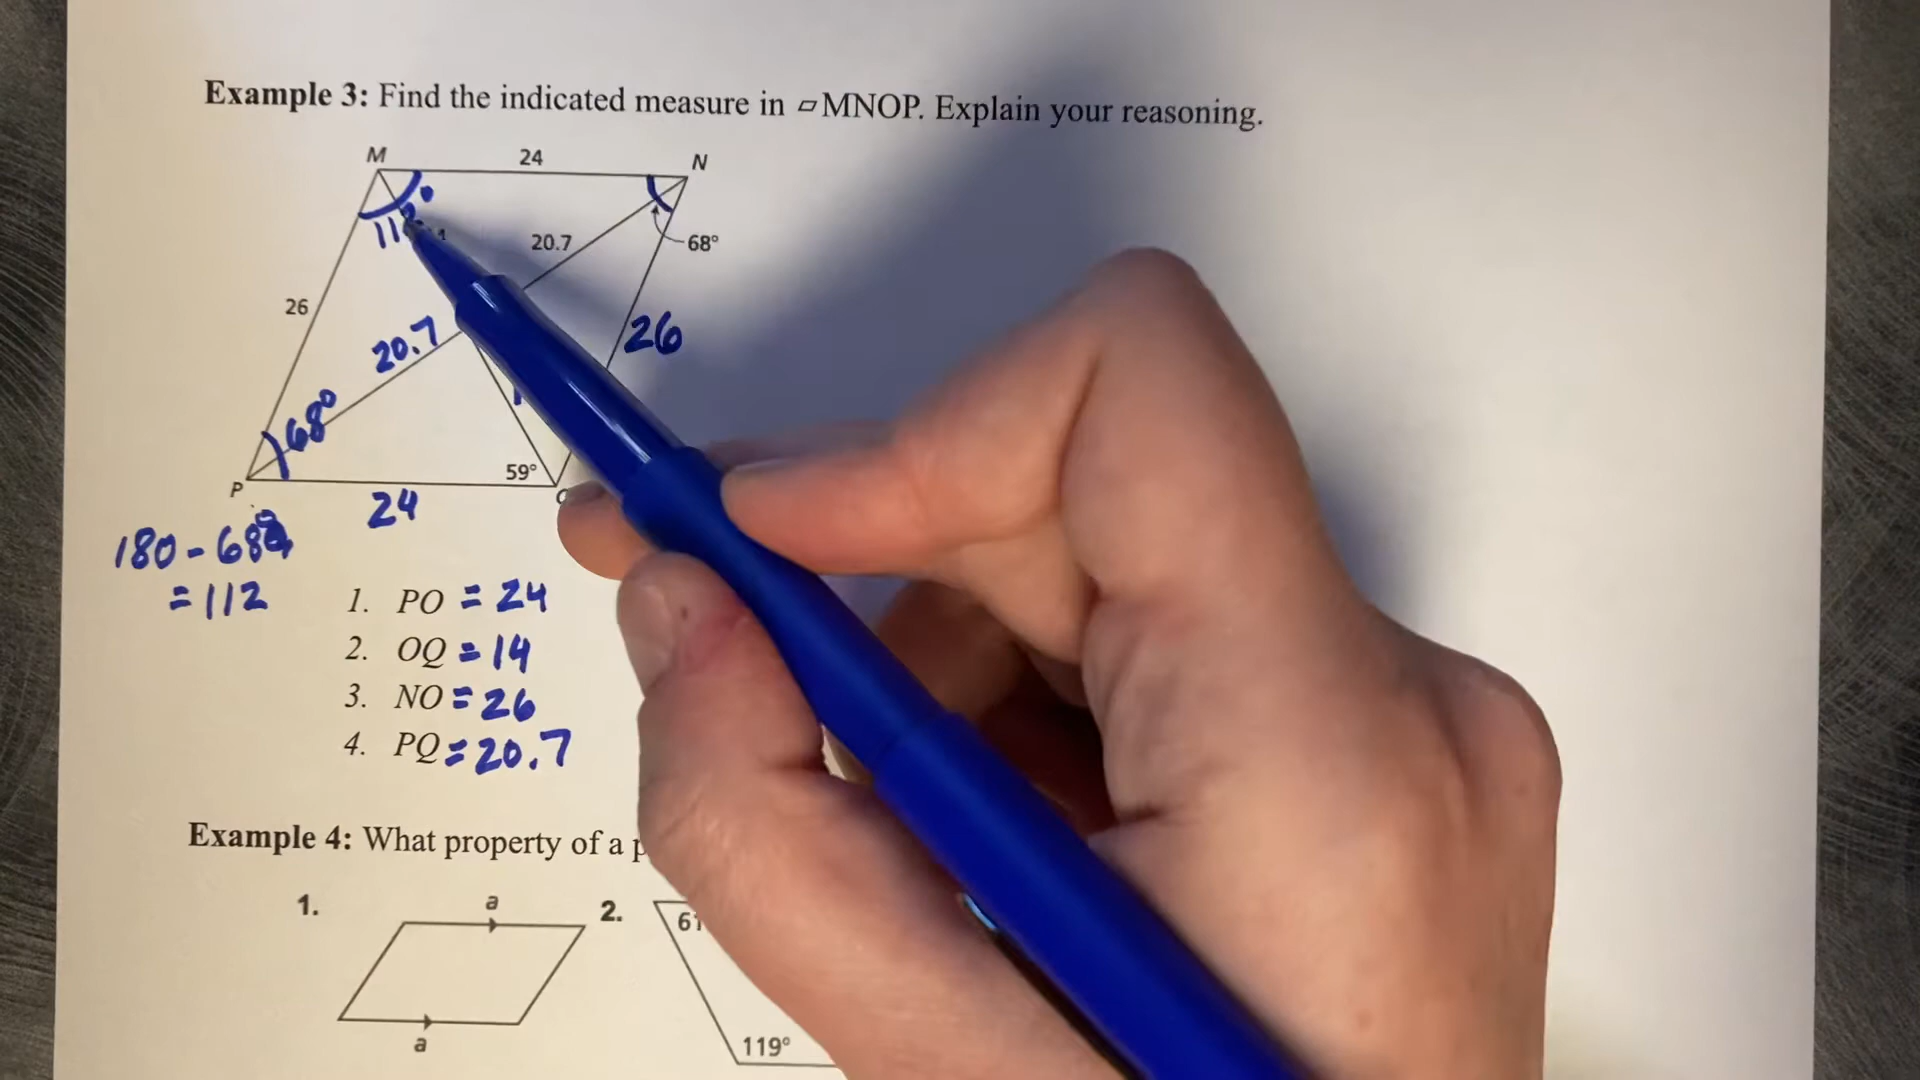 Example 3: Find the indicated measure in ▱MNOP. Explain your reasoning.
M 24 N
20.7
68°
26
20.7
26
68°
59°
P
24
180-68
=112
1. PO = 24
2. OQ = 14
3. NO = 26
4. PQ = 20.7
Example 4: What property of a
1. a 2.
119°
a